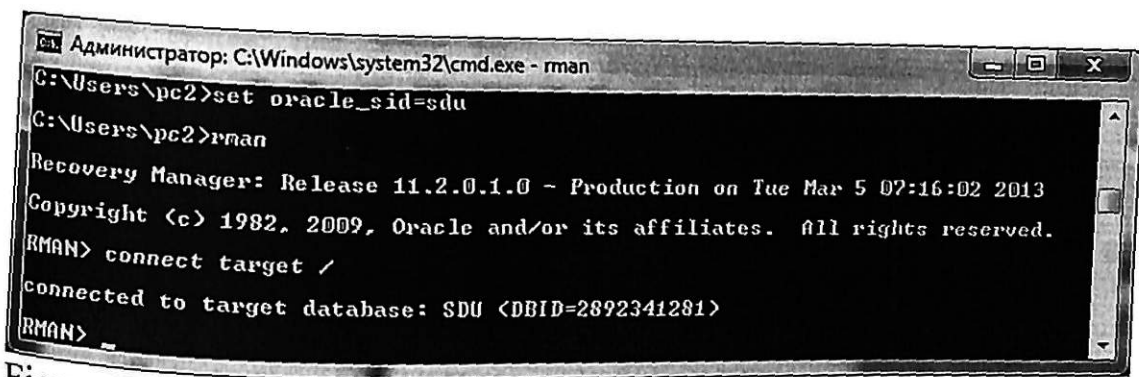 Администратор: C:\Windows\system32\cmd.exe - rman
C:\Users\pc2>set oracle_sid=sdu
C:\Users\pc2>rman
Recovery Manager: Release 11.2.0.1.0 - Production on Tue Mar 5 07:16:02 2013
Copyright (c) 1982, 2009, Oracle and/or its affiliates.  All rights reserved.
RMAN> connect target /
connected to target database: SDU (DBID=2892341281)
RMAN> _